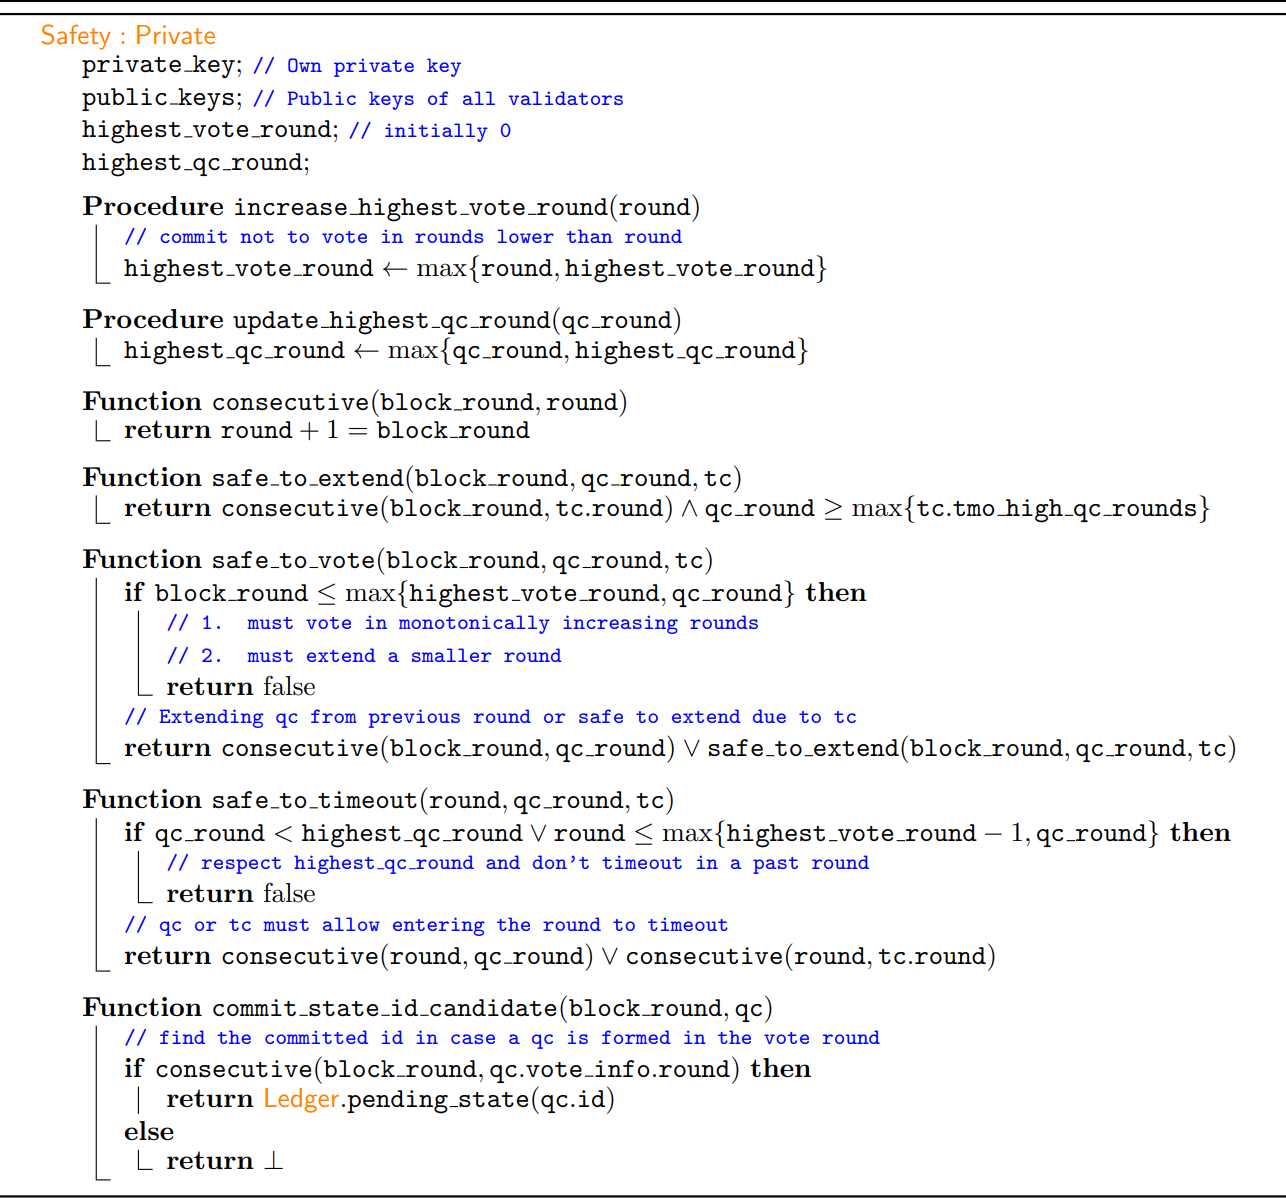 Safety : Private
private_key; // Own private key
public_keys; // Public keys of all validators
highest_vote_round; // initially 0
highest_qc_round;
Procedure increase_highest_vote_round(round)
// commit not to vote in rounds lower than round
highest_vote_round ← max{round, highest_vote_round}
Procedure update_highest_qc_round(qc_round)
highest_qc_round ← max{qc_round, highest_qc_round}
Function consecutive(block_round, round)
return round + 1 = block_round
Function safe_to_extend(block_round, qc_round, tc)
return consecutive(block_round, tc.round) ∧ qc_round ≥ max{tc.tmo_high_qc_rounds}
Function safe_to_vote(block_round, qc_round, tc)
if block_round ≤ max{highest_vote_round, qc_round} then
// 1. must vote in monotonically increasing rounds
// 2. must extend a smaller round
return false
// Extending qc from previous round or safe to extend due to tc
return consecutive(block_round, qc_round) ∨ safe_to_extend(block_round, qc_round, tc)
Function safe_to_timeout(round, qc_round, tc)
if qc_round < highest_qc_round ∨ round ≤ max{highest_vote_round − 1, qc_round} then
// respect highest_qc_round and don't timeout in a past round
return false
// qc or tc must allow entering the round to timeout
return consecutive(round, qc_round) ∨ consecutive(round, tc.round)
Function commit_state_id_candidate(block_round, qc)
// find the committed id in case a qc is formed in the vote round
if consecutive(block_round, qc.vote_info.round) then
return Ledger.pending_state(qc.id)
else
return ⊥